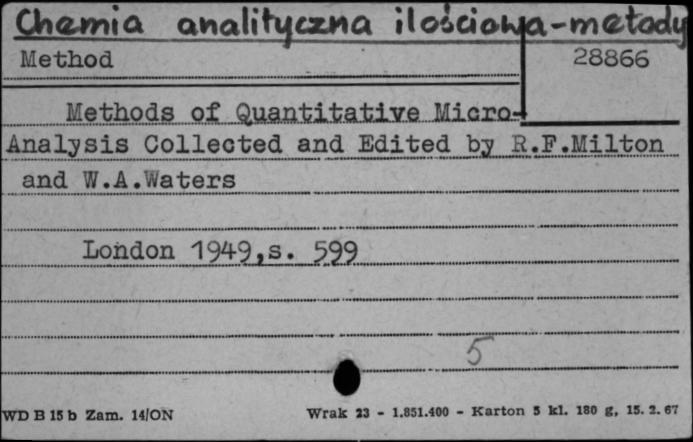 Chemia analityczna ilościowa-metody
Method
28866
Methods of Quantitative Micro-
Analysis Collected and Edited by R.F.Milton
and W.A.Waters
London 1949,s. 599
5
WD B 15 b Zam. 14/ON
Wrak 23 - 1.851.400 - Karton 5 kl. 180 g, 15. 2. 67